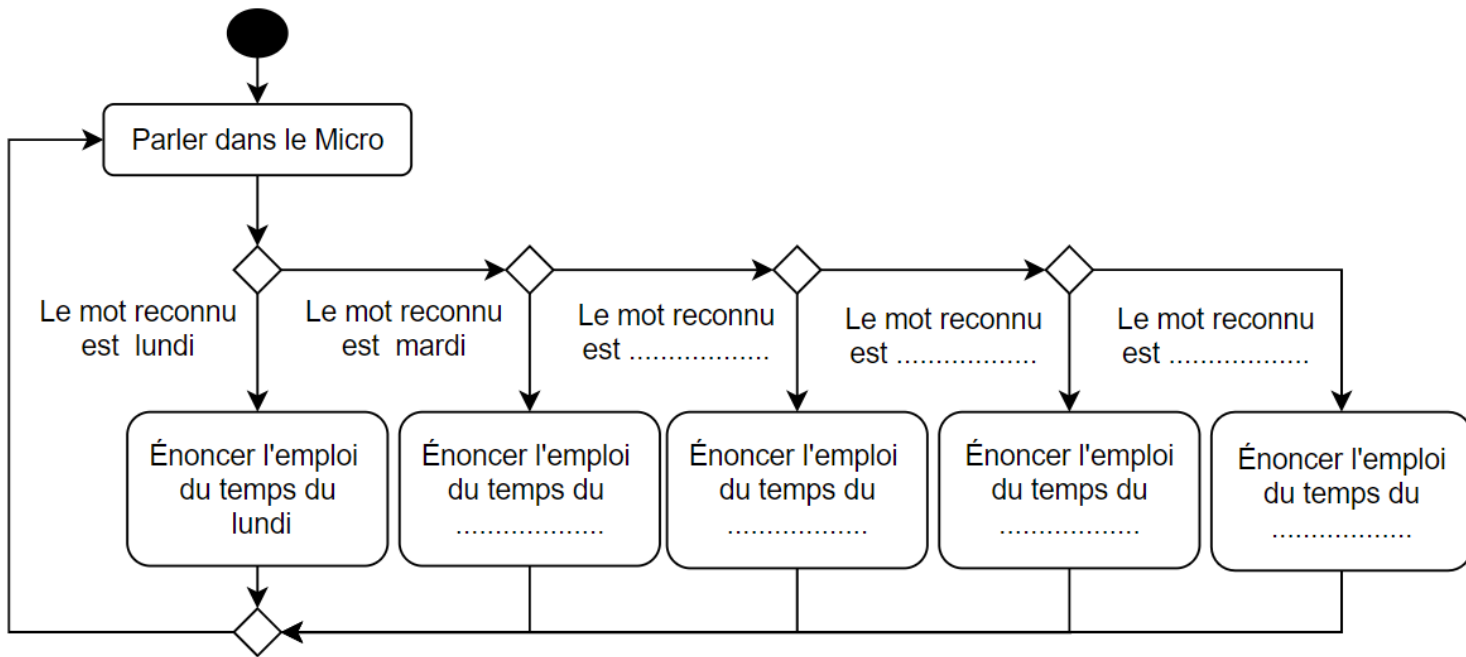 Parler dans le Micro
Le mot reconnu
est lundi
Le mot reconnu
est mardi
Le mot reconnu
est ..................
Le mot reconnu
est ..................
Le mot reconnu
est ..................
Énoncer l'emploi
du temps du
lundi
Énoncer l'emploi
du temps du
...................
Énoncer l'emploi
du temps du
..................
Énoncer l'emploi
du temps du
..................
Énoncer l'emploi
du temps du
..................